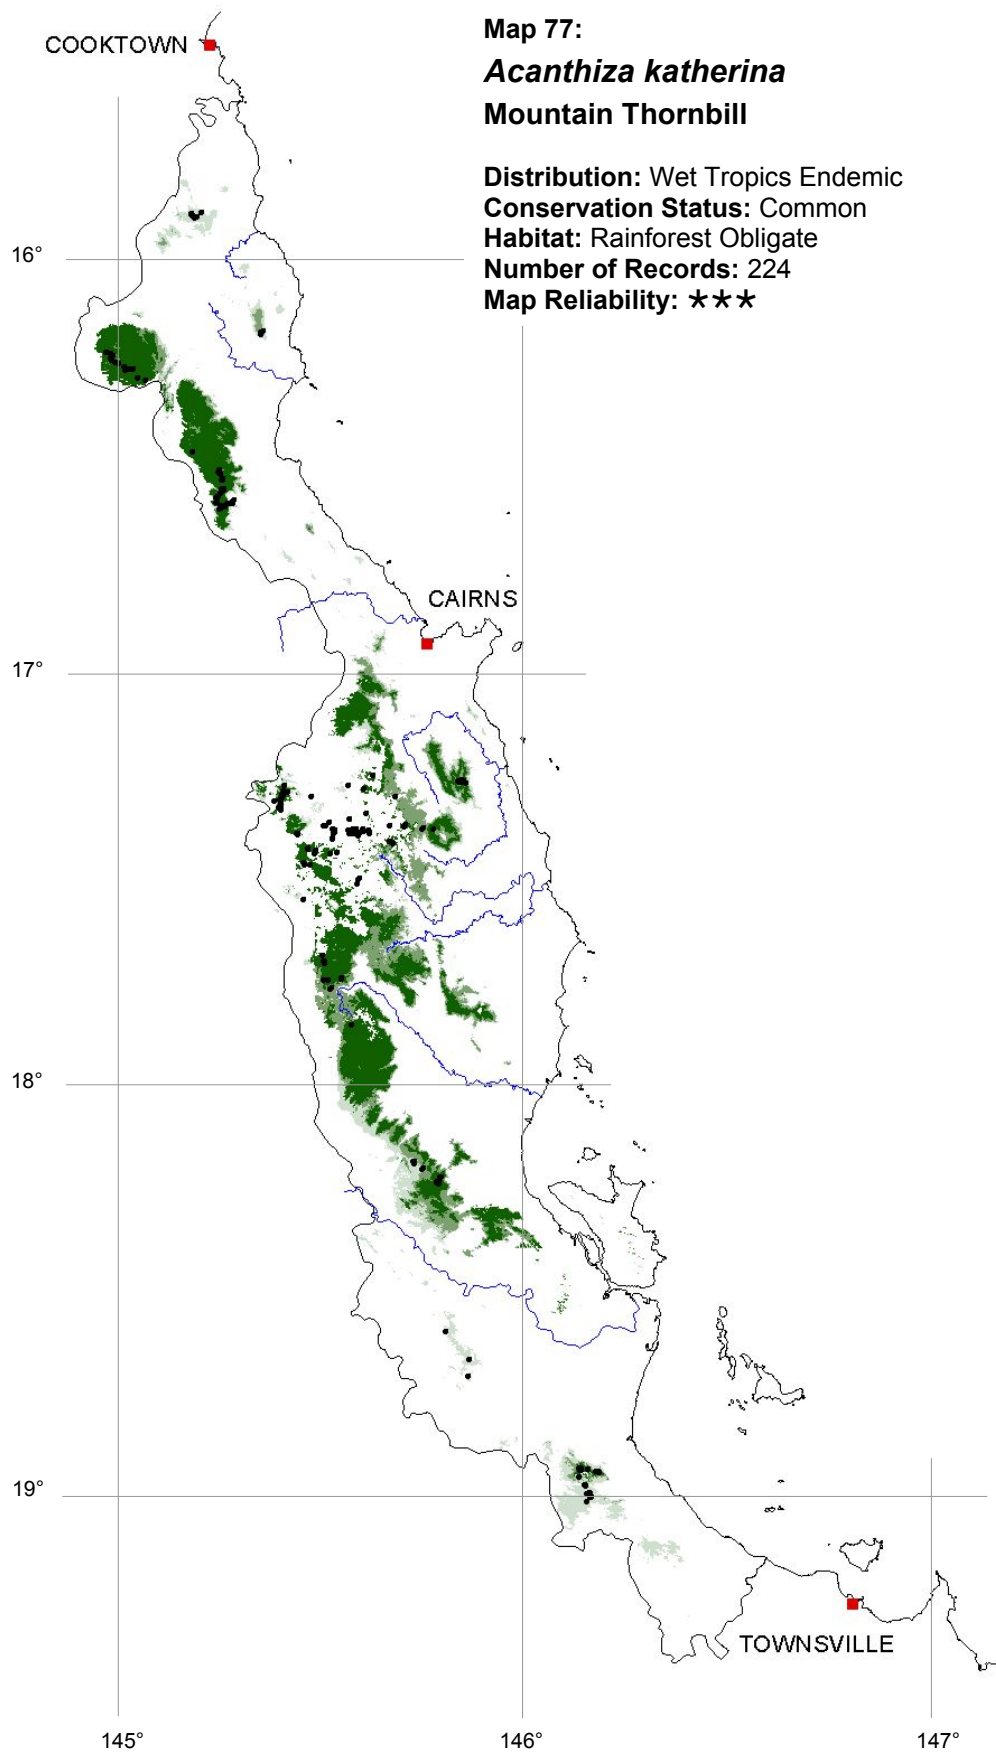 Map 77:
Acanthiza katherina
Mountain Thornbill
Distribution: Wet Tropics Endemic
Conservation Status: Common
Habitat: Rainforest Obligate
Number of Records: 224
Map Reliability: ***
COOKTOWN
16°
CAIRNS
17°
18°
19°
TOWNSVILLE
145°
146°
147°